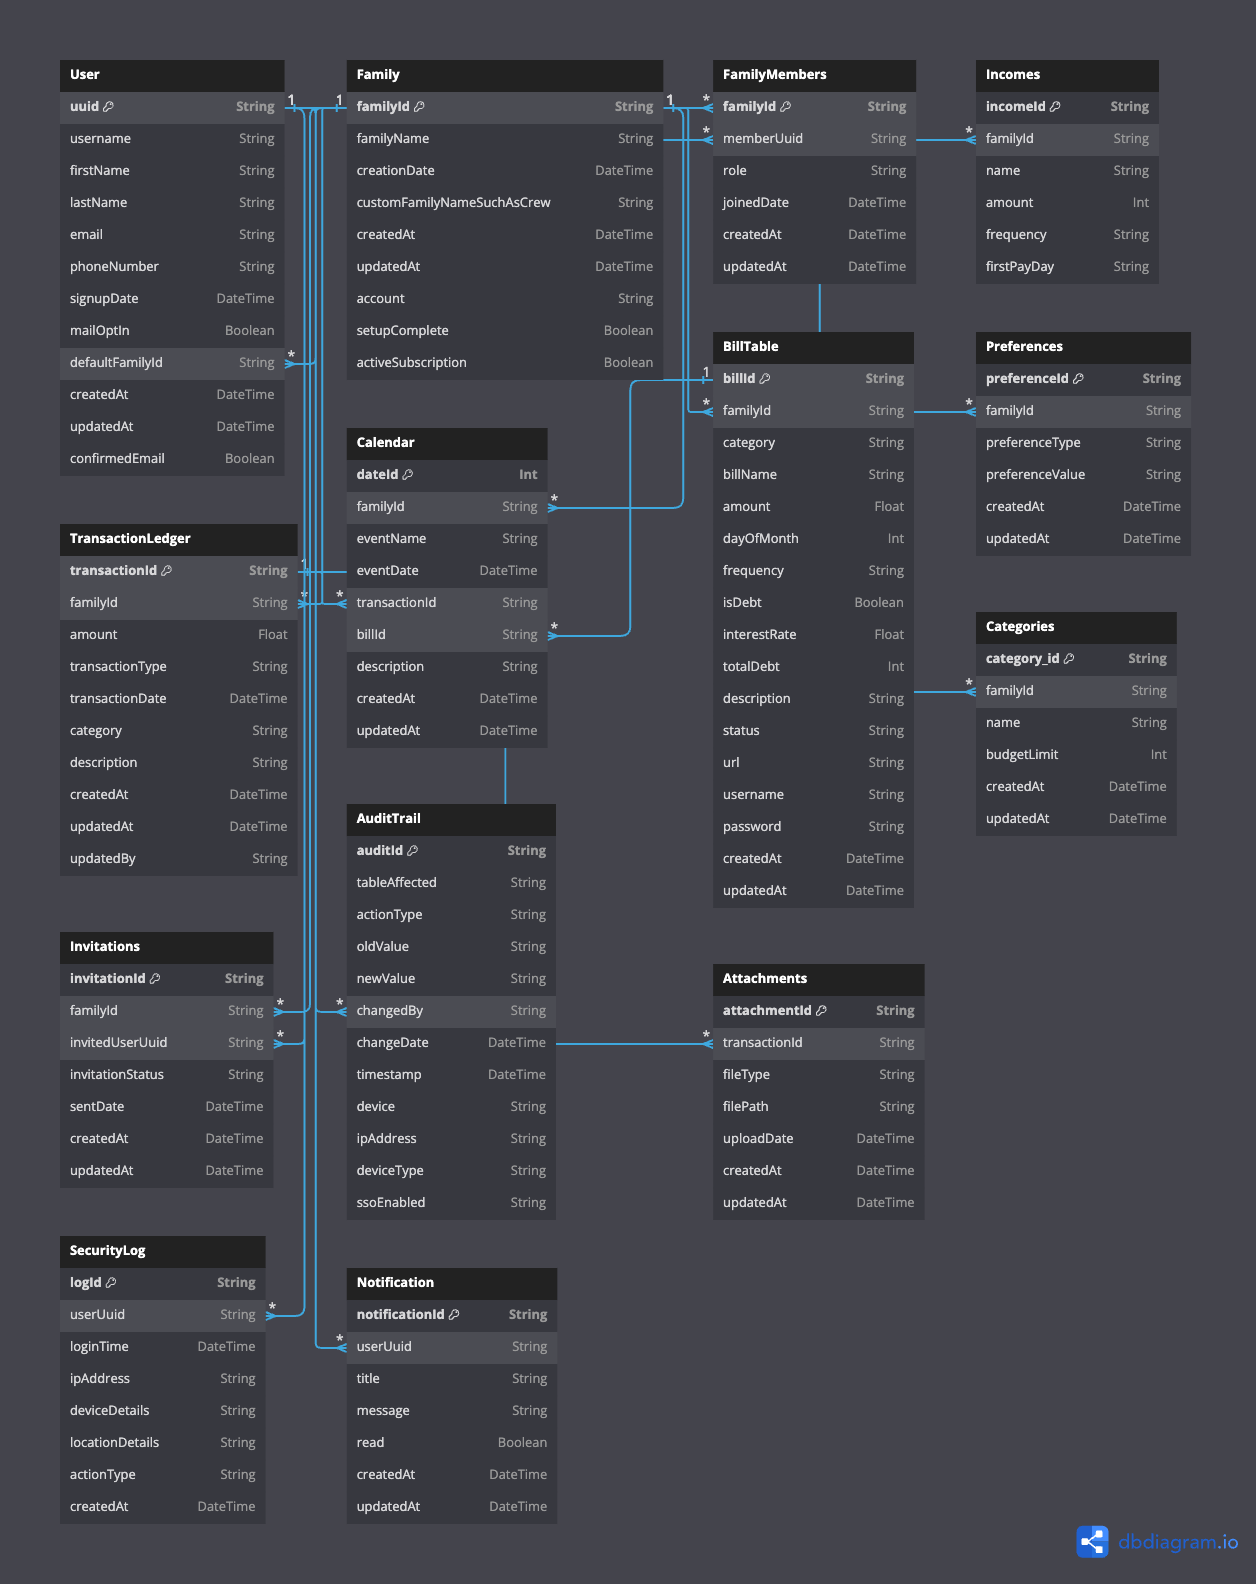 User
uuid String
username String
firstName String
lastName String
email String
phoneNumber String
signupDate DateTime
mailOptIn Boolean
defaultFamilyId String
createdAt DateTime
updatedAt DateTime
confirmedEmail Boolean
1
1
*
Family
familyId String
familyName String
creationDate DateTime
customFamilyNameSuchAsCrew String
createdAt DateTime
updatedAt DateTime
account String
setupComplete Boolean
activeSubscription Boolean
1
*
*
FamilyMembers
familyId String
memberUuid String
role String
joinedDate DateTime
createdAt DateTime
updatedAt DateTime
*
Incomes
incomeId String
familyId String
name String
amount Int
frequency String
firstPayDay String
1
*
BillTable
billId String
familyId String
category String
billName String
amount Float
dayOfMonth Int
frequency String
isDebt Boolean
interestRate Float
totalDebt Int
description String
status String
url String
username String
password String
createdAt DateTime
updatedAt DateTime
*
Preferences
preferenceId String
familyId String
preferenceType String
preferenceValue String
createdAt DateTime
updatedAt DateTime
Calendar
dateId Int
familyId String
eventName String
eventDate DateTime
transactionId String
billId String
description String
createdAt DateTime
updatedAt DateTime
*
*
TransactionLedger
transactionId String
familyId String
amount Float
transactionType String
transactionDate DateTime
category String
description String
createdAt DateTime
updatedAt DateTime
updatedBy String
1
*
*
*
Categories
category_id String
familyId String
name String
budgetLimit Int
createdAt DateTime
updatedAt DateTime
AuditTrail
auditId String
tableAffected String
actionType String
oldValue String
newValue String
changedBy String
changeDate DateTime
timestamp DateTime
device String
ipAddress String
deviceType String
ssoEnabled String
*
Invitations
invitationId String
familyId String
invitedUserUuid String
invitationStatus String
sentDate DateTime
createdAt DateTime
updatedAt DateTime
*
*
*
Attachments
attachmentId String
transactionId String
fileType String
filePath String
uploadDate DateTime
createdAt DateTime
updatedAt DateTime
SecurityLog
logId String
userUuid String
loginTime DateTime
ipAddress String
deviceDetails String
locationDetails String
actionType String
createdAt DateTime
*
*
Notification
notificationId String
userUuid String
title String
message String
read Boolean
createdAt DateTime
updatedAt DateTime
dbdiagram.io